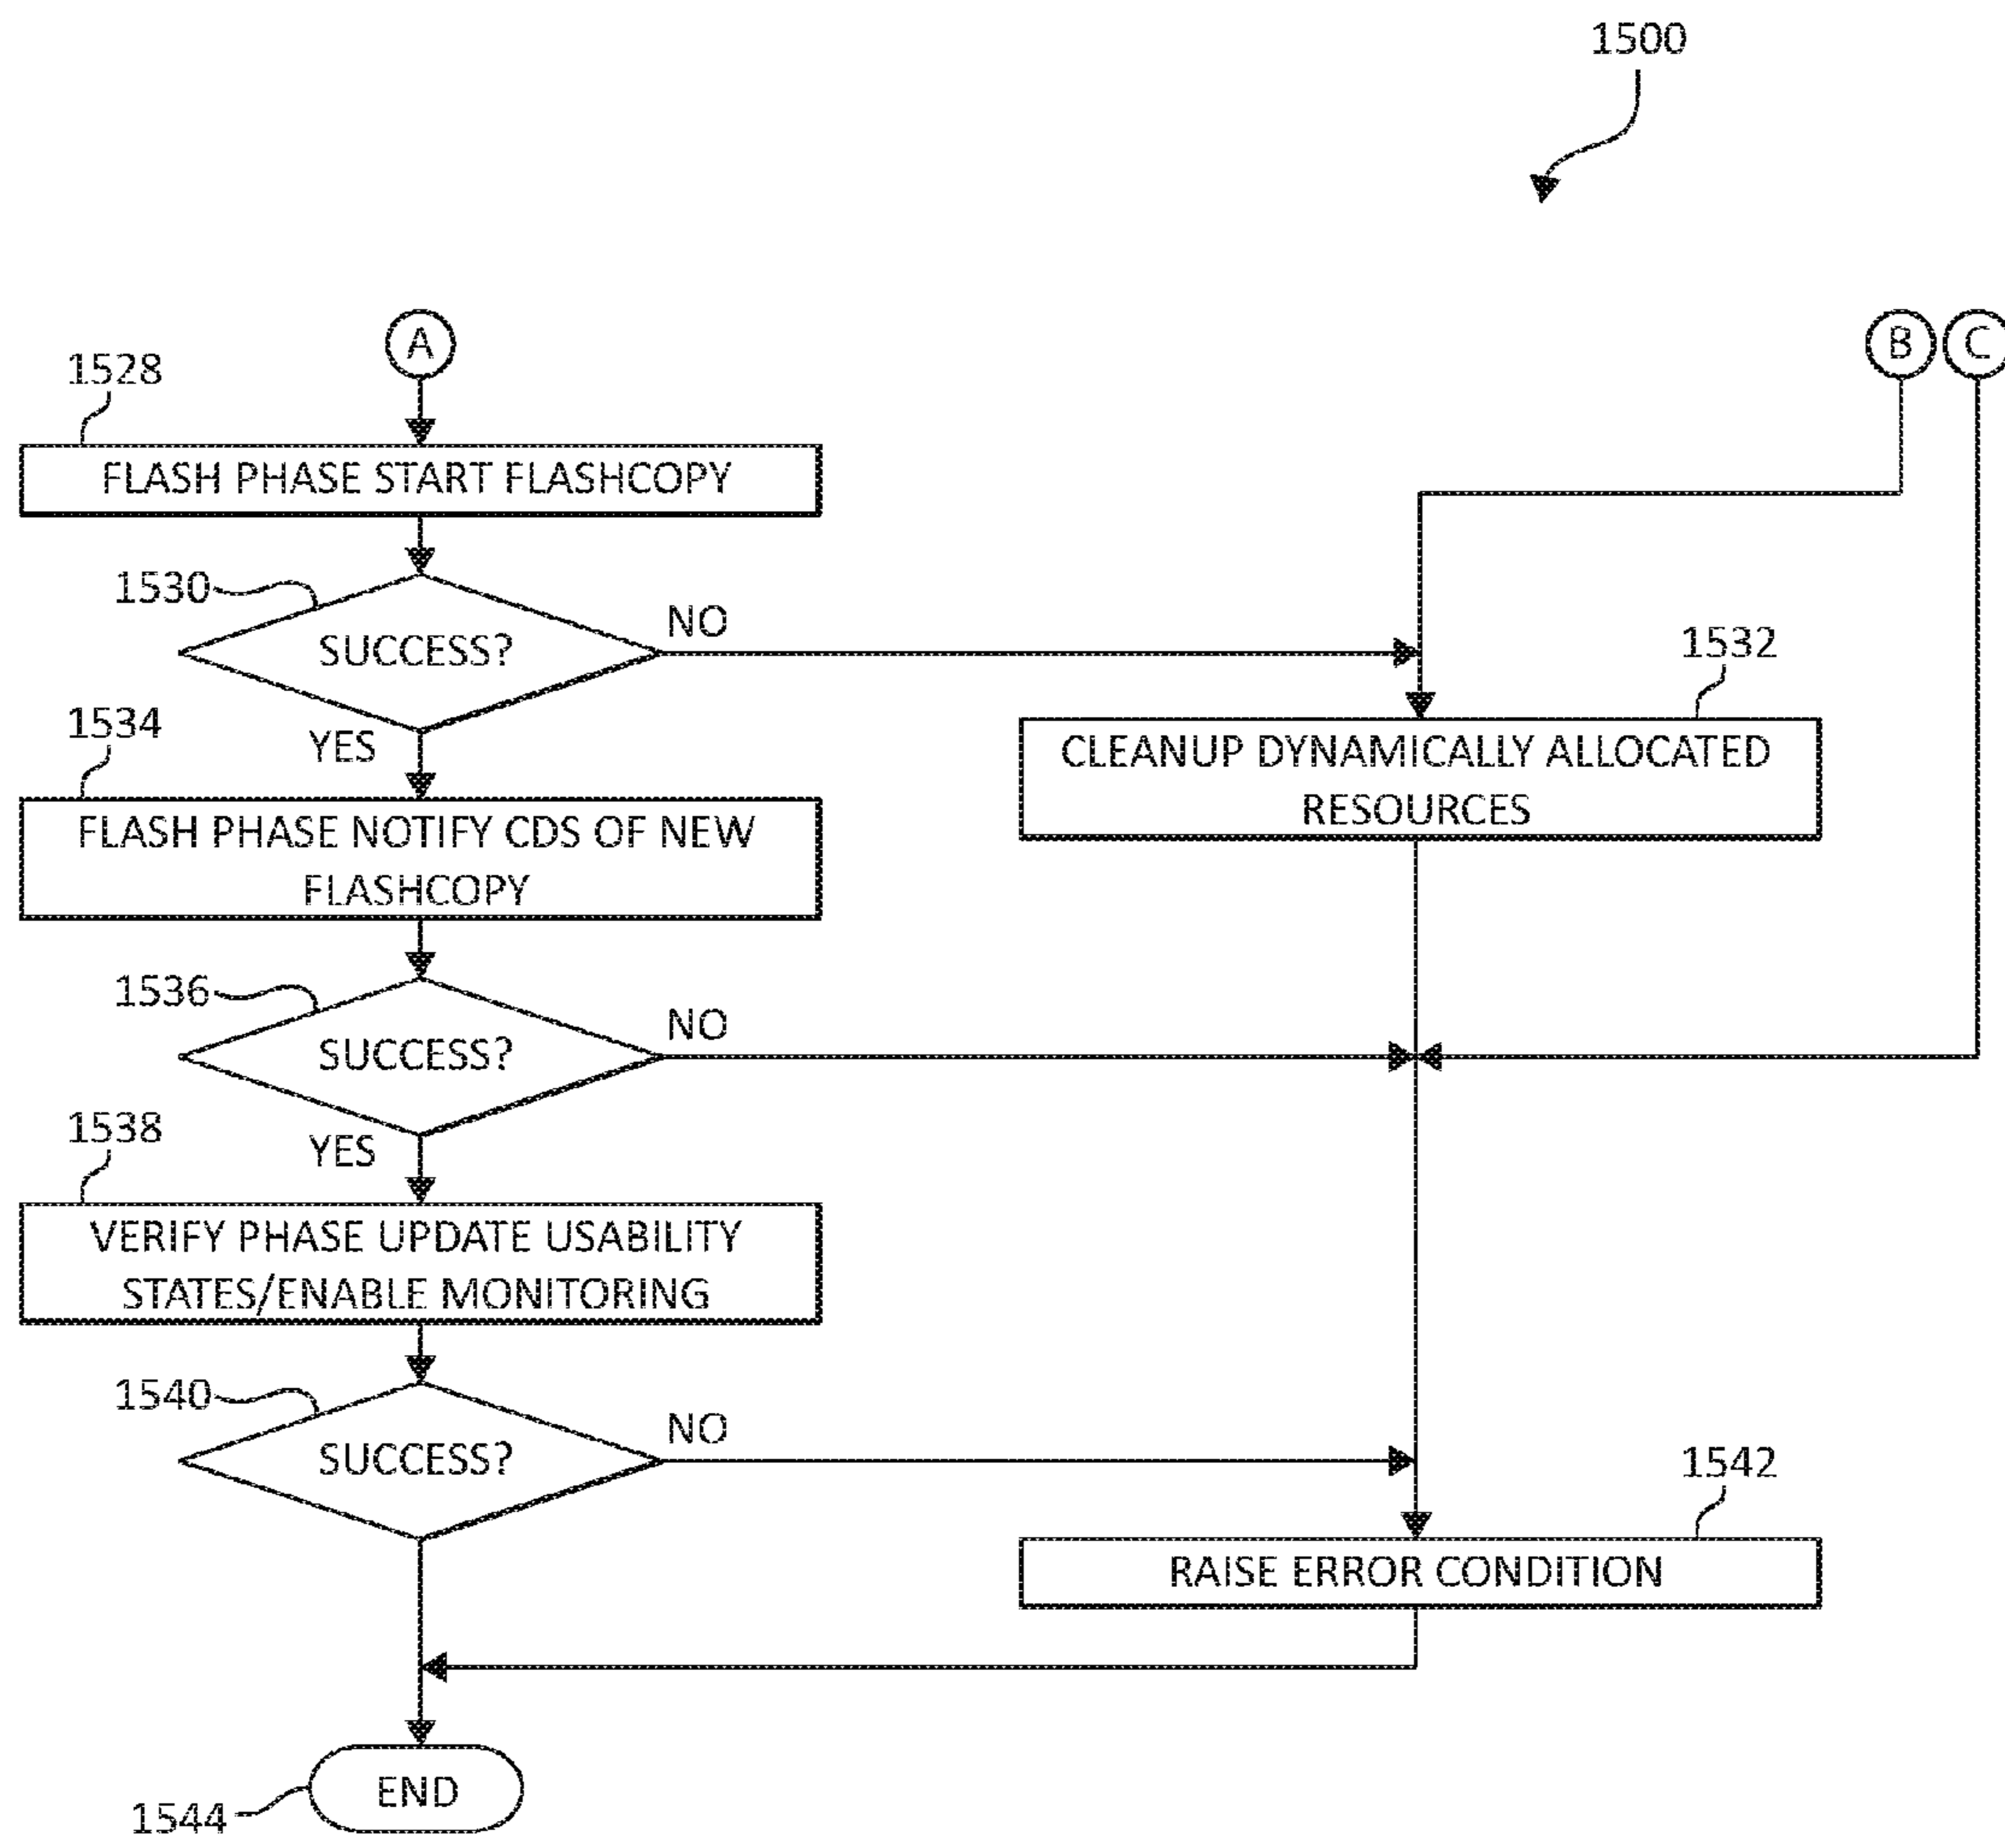 1500
A
B
C
1528
FLASH PHASE START FLASHCOPY
1530
SUCCESS?
NO
YES
1532
CLEANUP DYNAMICALLY ALLOCATED
RESOURCES
1534
FLASH PHASE NOTIFY CDS OF NEW
FLASHCOPY
1536
SUCCESS?
NO
YES
1538
VERIFY PHASE UPDATE USABILITY
STATES/ENABLE MONITORING
1540
SUCCESS?
NO
1542
RAISE ERROR CONDITION
END
1544